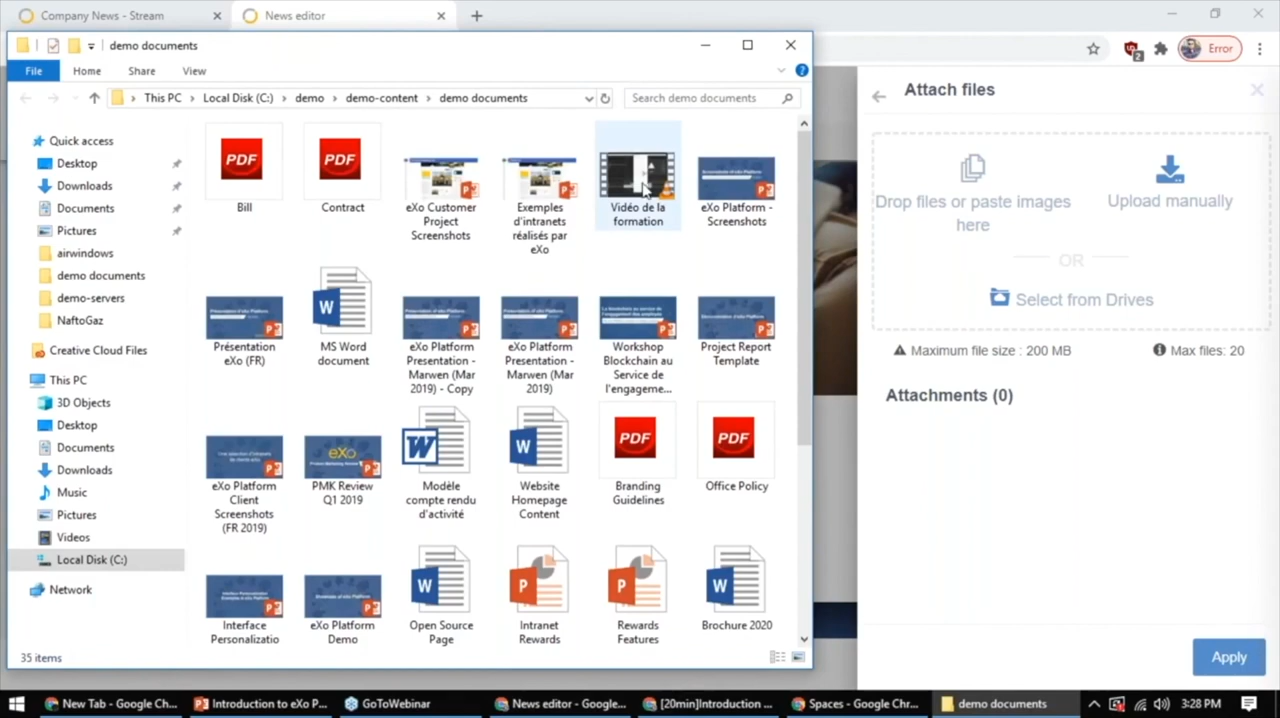 Company News - Stream
News editor
demo documents
File
Home
Share
View
This PC
Local Disk (C:)
demo
demo-content
demo documents
Search demo documents
Error
2
Quick access
Desktop
Downloads
Documents
Pictures
airwindows
demo documents
demo-servers
NaftoGaz
Creative Cloud Files
This PC
3D Objects
Desktop
Documents
Downloads
Music
Pictures
Videos
Local Disk (C:)
Network
PDF
Bill
PDF
Contract
eXo Customer
Project
Screenshots
Exemples
d'intranets
réalisés par
eXo
Vidéo de la
formation
eXo Platform -
Screenshots
Présentation
eXo (FR)
MS Word
document
eXo Platform
Presentation -
Marwen (Mar
2019) - Copy
eXo Platform
Presentation -
Marwen (Mar
2019)
Workshop
Blockchain au
Service de
l'engageme...
Project Report
Template
eXo Platform
Client
Screenshots
(FR 2019)
eXo
PMK Review
Q1 2019
Modèle
compte rendu
d'activité
Website
Homepage
Content
PDF
Branding
Guidelines
PDF
Office Policy
Interface
Personalizatio
eXo Platform
Demo
Open Source
Page
Intranet
Rewards
Rewards
Features
Brochure 2020
35 items
Attach files
Drop files or paste images
here
Upload manually
OR
Select from Drives
Maximum file size : 200 MB
Max files: 20
Attachments (0)
Apply
New Tab - Google Ch...
Introduction to eXo P...
GoToWebinar
News editor - Google...
[20min]Introduction ...
Spaces - Google Chr...
demo documents
3:28 PM